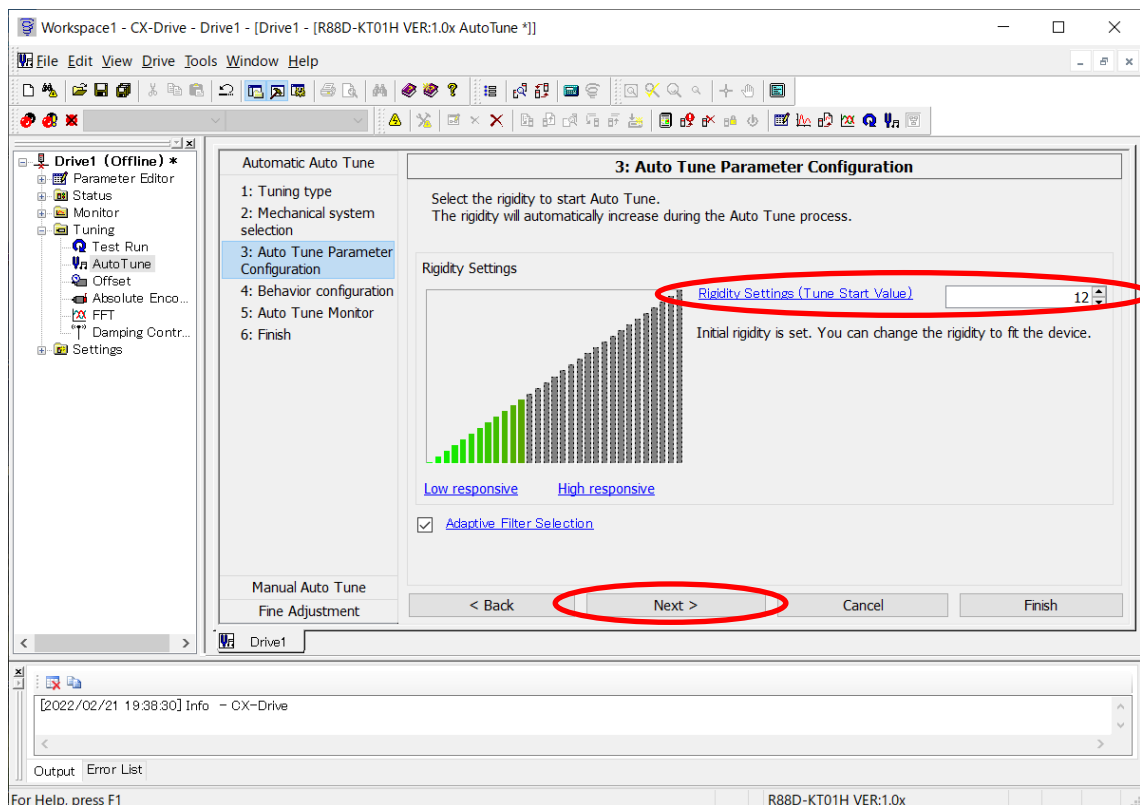 Workspace1 - CX-Drive - Drive1 - [Drive1 - [R88D-KT01H VER:1.0x AutoTune *]]
File Edit View Drive Tools Window Help
Drive1 (Offline) *
Parameter Editor
Status
Monitor
Tuning
Test Run
AutoTune
Offset
Absolute Enco...
FFT
Damping Contr...
Settings
Automatic Auto Tune
1: Tuning type
2: Mechanical system
selection
3: Auto Tune Parameter
Configuration
4: Behavior configuration
5: Auto Tune Monitor
6: Finish
Manual Auto Tune
Fine Adjustment
3: Auto Tune Parameter Configuration
Select the rigidity to start Auto Tune.
The rigidity will automatically increase during the Auto Tune process.
Rigidity Settings
Rigidity Settings (Tune Start Value) 12
Initial rigidity is set. You can change the rigidity to fit the device.
Low responsive High responsive
Adaptive Filter Selection
< Back Next > Cancel Finish
Drive1
[2022/02/21 19:38:30] Info - CX-Drive
Output Error List
For Help, press F1 R88D-KT01H VER:1.0x